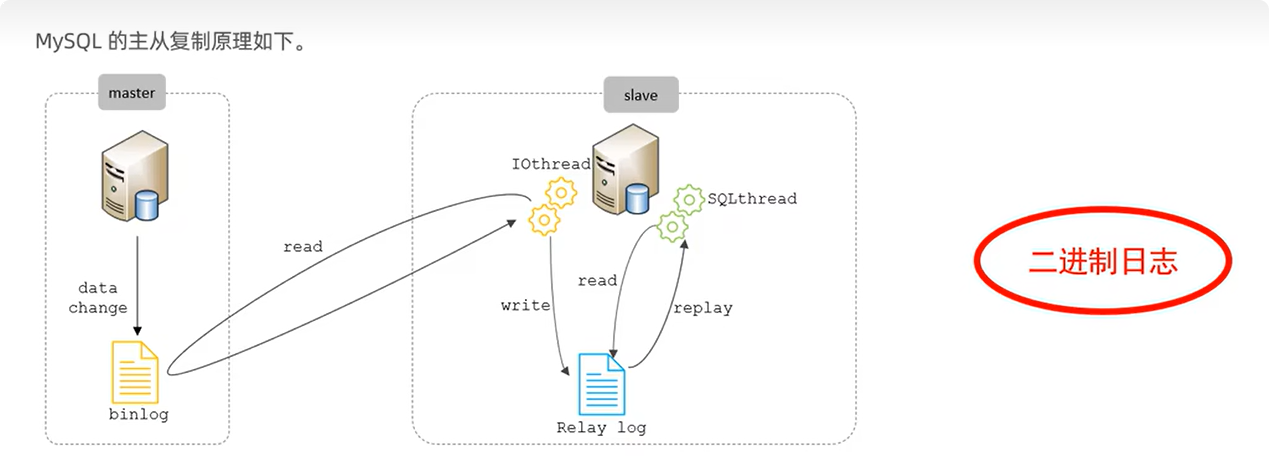 MySQL 的主从复制原理如下。
master
slave
IOthread
SQLthread
read
data
change
write
read
replay
二进制日志
binlog
Relay log